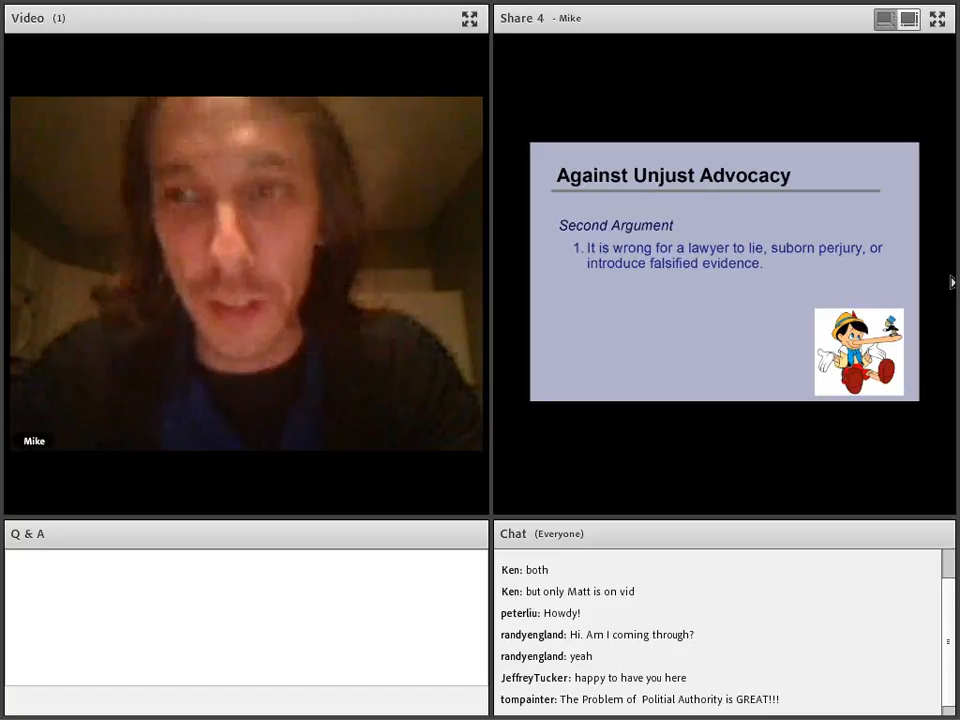 Video (1)
Mike
Share 4 - Mike
Against Unjust Advocacy
Second Argument
1. It is wrong for a lawyer to lie, suborn perjury, or
introduce falsified evidence.
Q & A
Chat (Everyone)
Ken: both
Ken: but only Matt is on vid
peterliu: Howdy!
randyengland: Hi. Am I coming through?
randyengland: yeah
JeffreyTucker: happy to have you here
tompainter: The Problem of Politial Authority is GREAT!!!